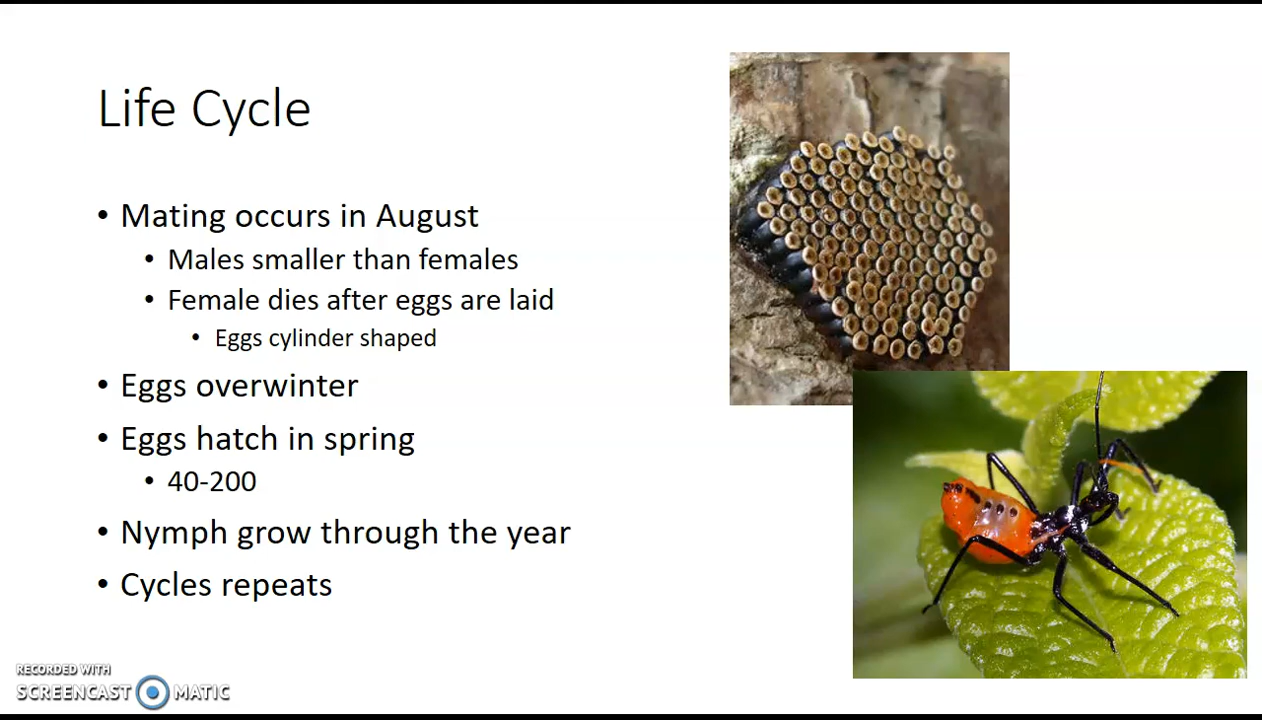 Life Cycle
• Mating occurs in August
• Males smaller than females
• Female dies after eggs are laid
• Eggs cylinder shaped
• Eggs overwinter
• Eggs hatch in spring
• 40-200
• Nymph grow through the year
• Cycles repeats
RECORDED WITH
SCREENCAST MATIC